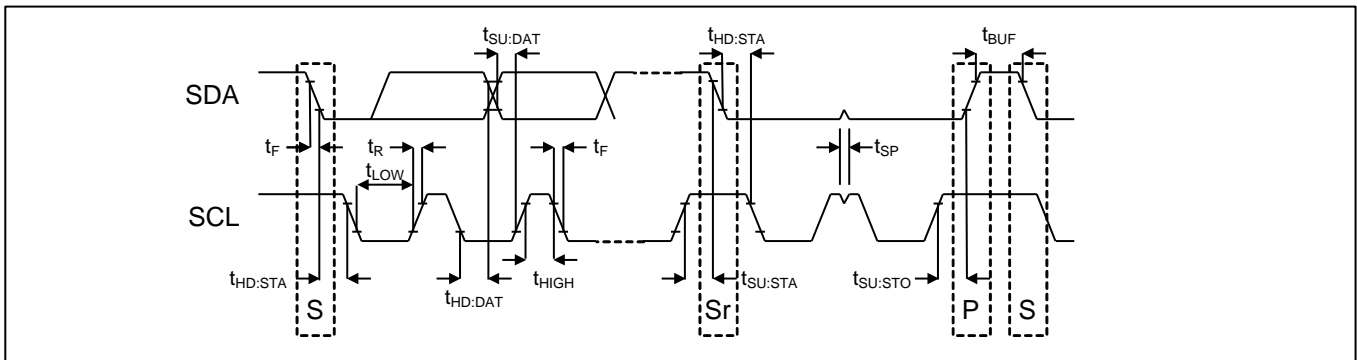 tSU:DAT tHD:STA tBUF
SDA
tF tR tF tSP
tLOW
SCL
tHD:STA tHD:DAT tHIGH tSU:STA tSU:STO
S Sr P S